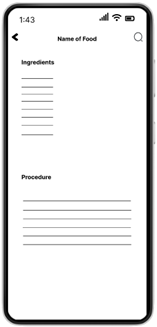 1:43
Name of Food
Ingredients
Procedure